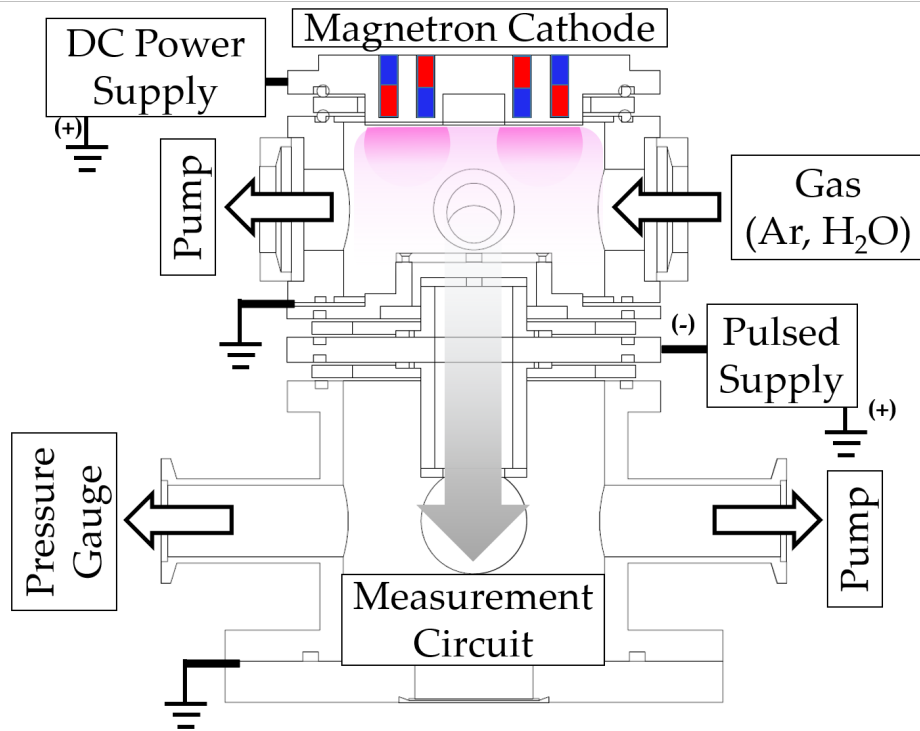 Magnetron Cathode
DC Power
Supply
(+)
Pump
Gas
(Ar, H₂O)
(-)
Pulsed
Supply
(+)
Pressure
Gauge
Pump
Measurement
Circuit